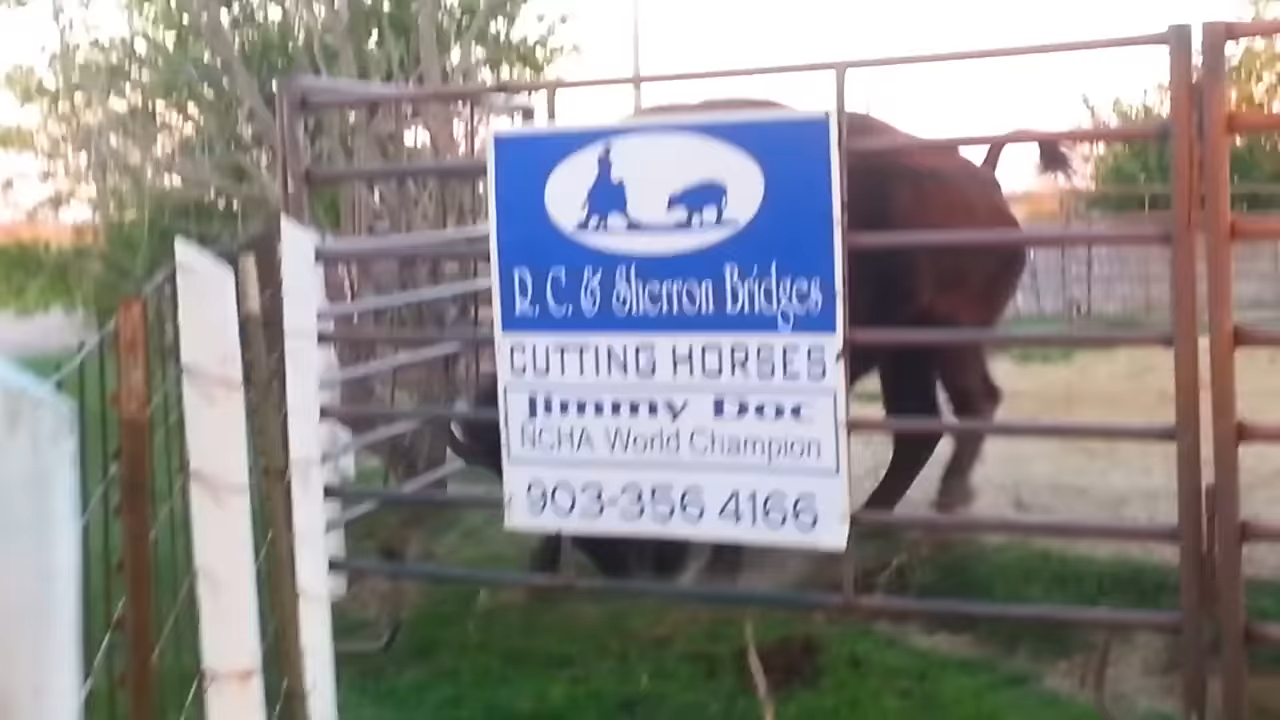 R. C. & Sherron Bridges
CUTTING HORSES
Jimmy Doc
NCHA World Champion
903-356 4166